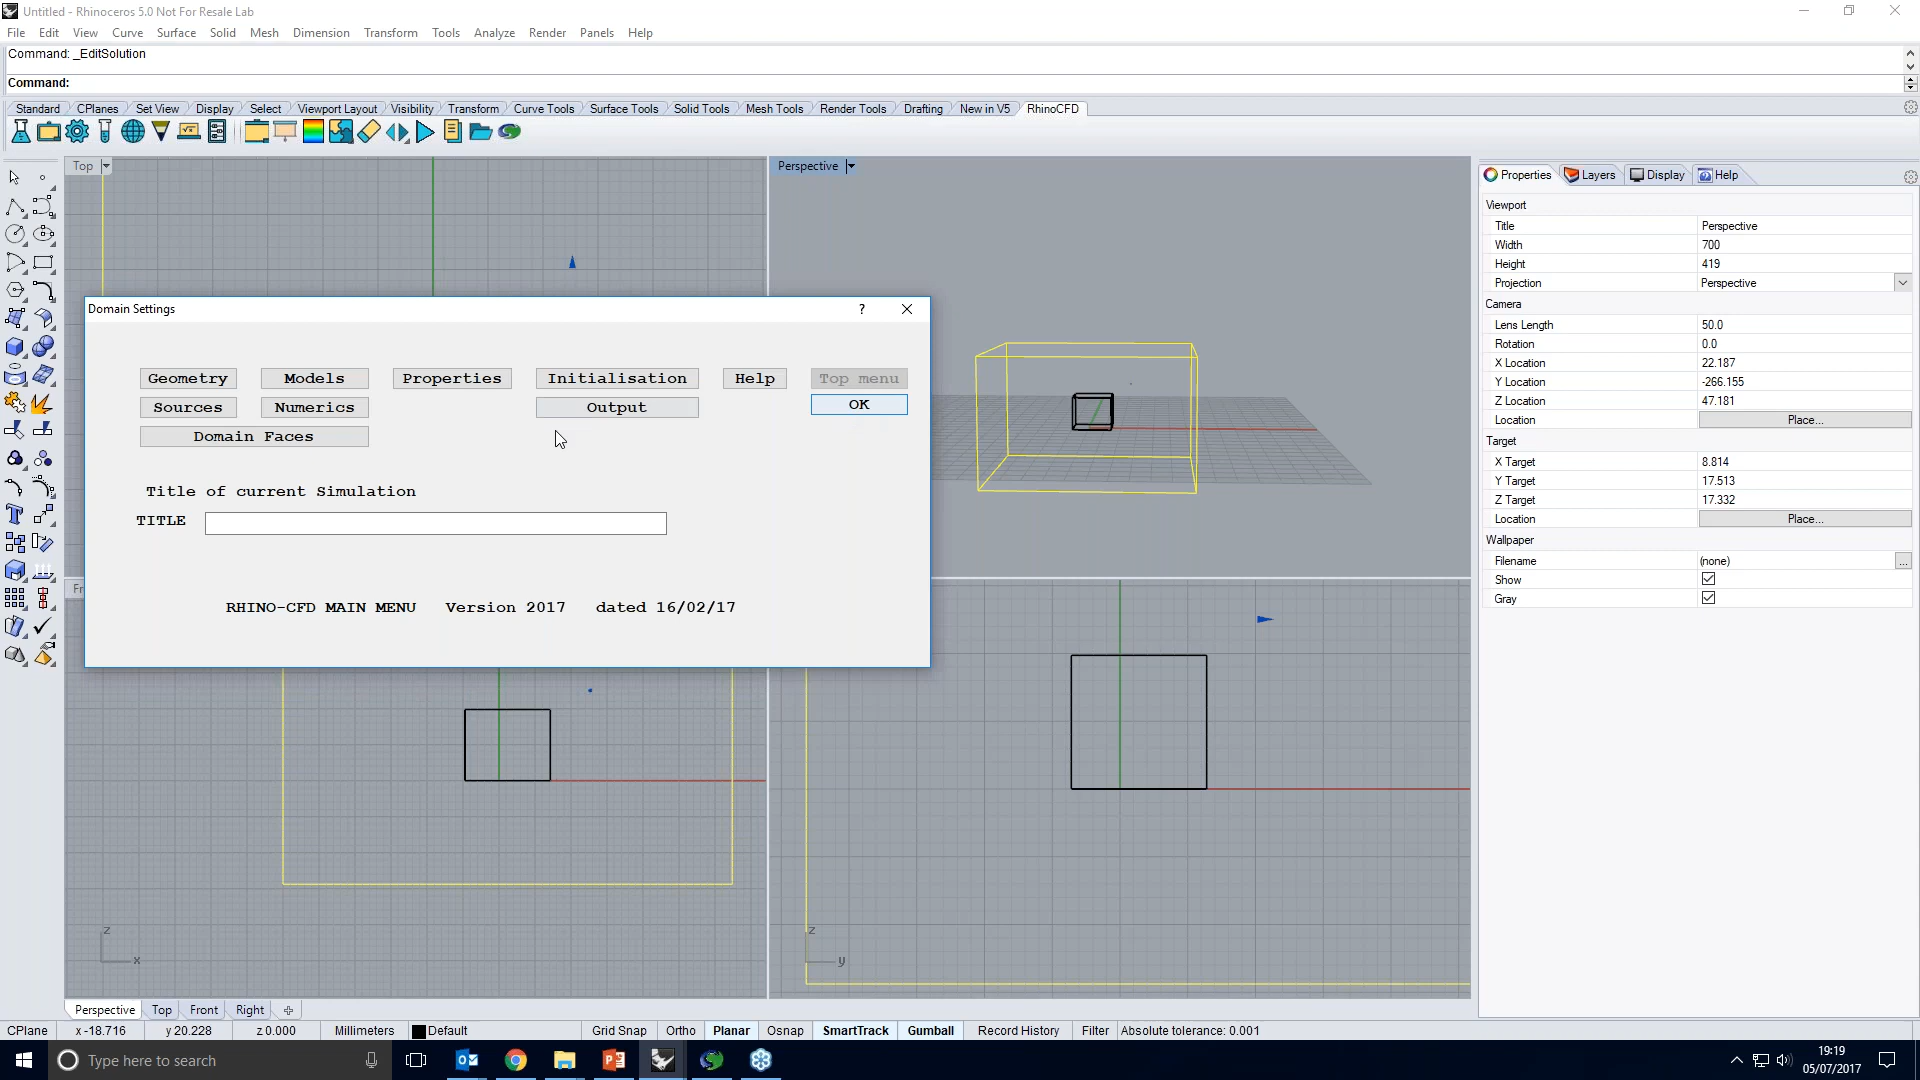 Untitled - Rhinoceros 5.0 Not For Resale Lab
File Edit View Curve Surface Solid Mesh Dimension Transform Tools Analyze Render Panels Help
Command: _EditSolution
Command:
Standard CPlanes Set View Display Select Viewport Layout Visibility Transform Curve Tools Surface Tools Solid Tools Mesh Tools Render Tools Drafting New in V5 RhinoCFD
Top
Perspective
Properties Layers Display Help
Viewport
Title Perspective
Width 700
Height 419
Projection Perspective
Camera
Lens Length 50.0
Rotation 0.0
X Location 22.187
Y Location -266.155
Z Location 47.181
Location Place...
Target
X Target 8.814
Y Target 17.513
Z Target 17.332
Location Place...
Wallpaper
Filename (none) ...
Show
Gray
Domain Settings ?
Geometry Models Properties Initialisation Help Top menu
Sources Numerics Output OK
Domain Faces
Title of current Simulation
TITLE
RHINO-CFD MAIN MENU Version 2017 dated 16/02/17
z
x
z
y
Perspective Top Front Right
CPlane x -18.716 y 20.228 z 0.000 Millimeters Default Grid Snap Ortho Planar Osnap SmartTrack Gumball Record History Filter Absolute tolerance: 0.001
Type here to search
19:19
05/07/2017